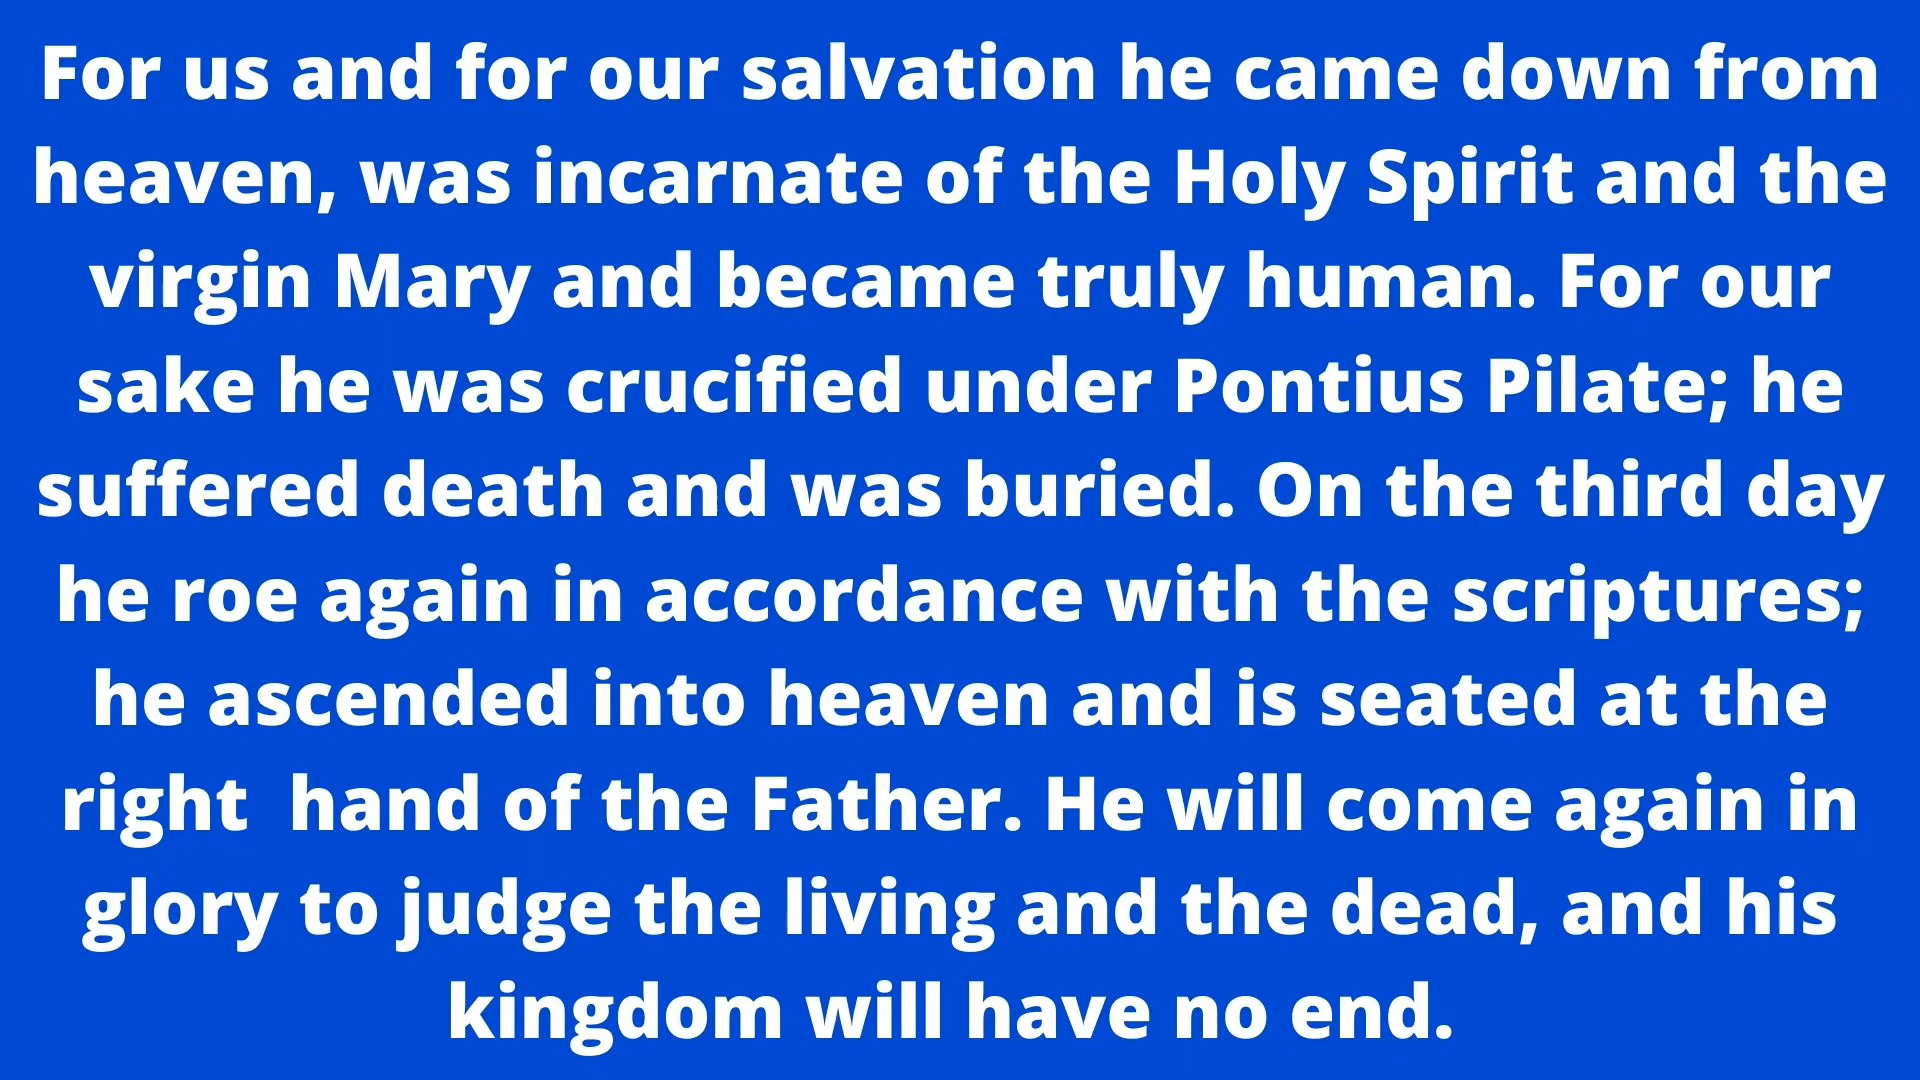 For us and for our salvation he came down from
heaven, was incarnate of the Holy Spirit and the
virgin Mary and became truly human. For our
sake he was crucified under Pontius Pilate; he
suffered death and was buried. On the third day
he roe again in accordance with the scriptures;
he ascended into heaven and is seated at the
right  hand of the Father. He will come again in
glory to judge the living and the dead, and his
kingdom will have no end.